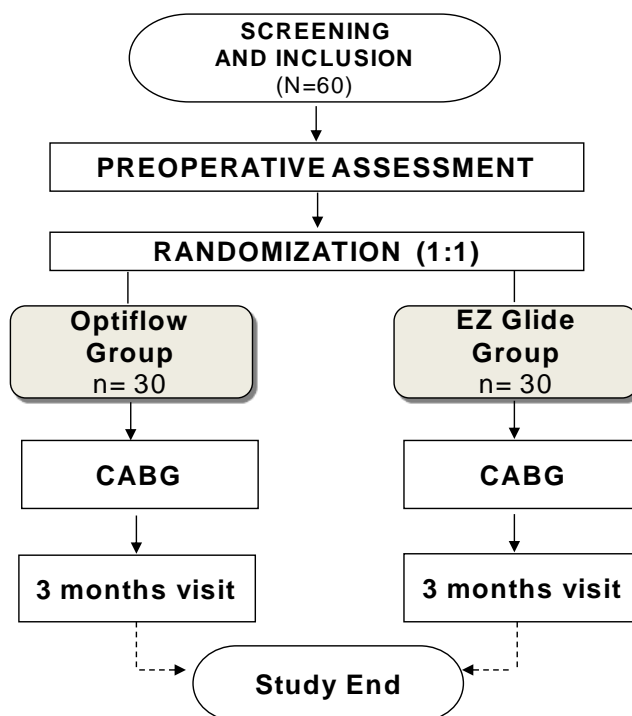 SCREENING
AND INCLUSION
(N=60)
PREOPERATIVE ASSESSMENT
RANDOMIZATION (1:1)
Optiflow
Group
n= 30
EZ Glide
Group
n= 30
CABG
CABG
3 months visit
3 months visit
Study End